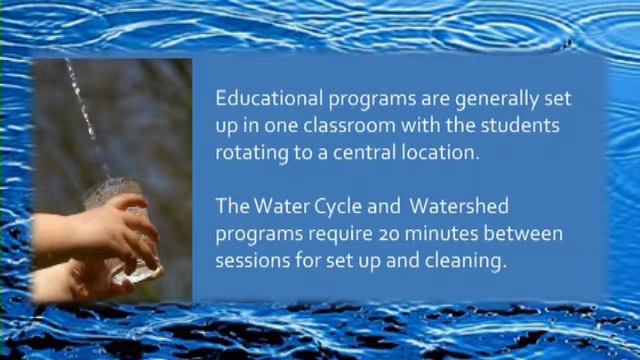 Educational programs are generally set
up in one classroom with the students
rotating to a central location.
The Water Cycle and Watershed
programs require 20 minutes between
sessions for set up and cleaning.